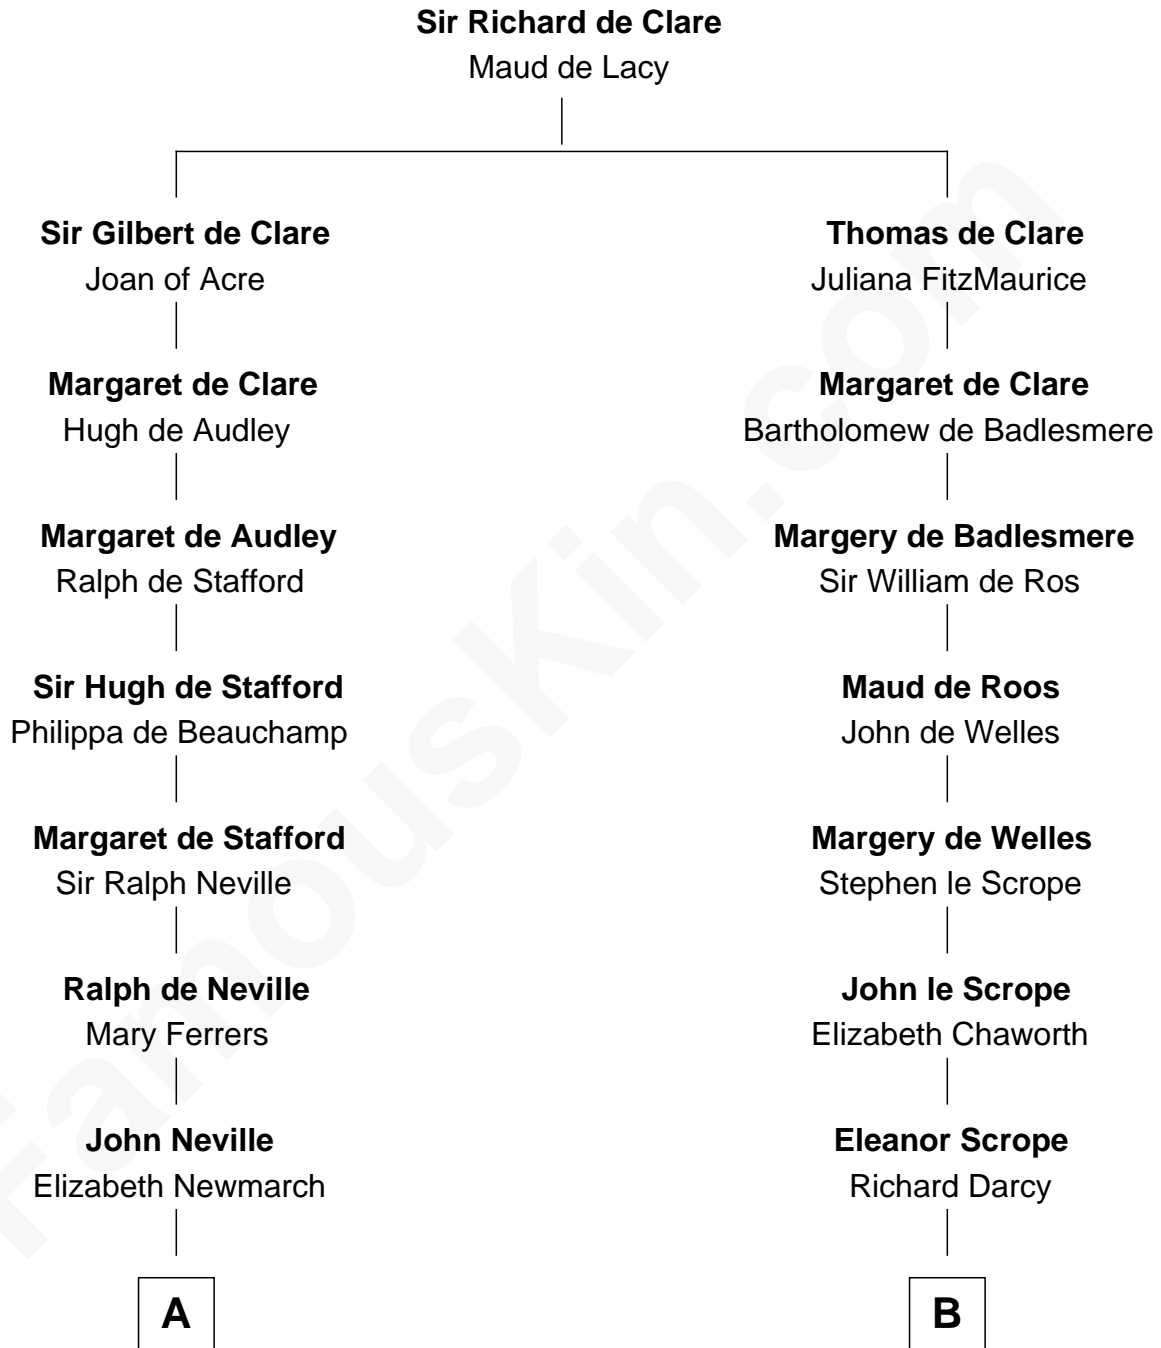 Sir Richard de Clare
Maud de Lacy
Sir Gilbert de Clare
Joan of Acre
Thomas de Clare
Juliana FitzMaurice
Margaret de Clare
Hugh de Audley
Margaret de Clare
Bartholomew de Badlesmere
Margaret de Audley
Ralph de Stafford
Margery de Badlesmere
Sir William de Ros
Sir Hugh de Stafford
Philippa de Beauchamp
Maud de Roos
John de Welles
Margaret de Stafford
Sir Ralph Neville
Margery de Welles
Stephen le Scrope
Ralph de Neville
Mary Ferrers
John le Scrope
Elizabeth Chaworth
John Neville
Elizabeth Newmarch
Eleanor Scrope
Richard Darcy
A
B
FamousKin.com